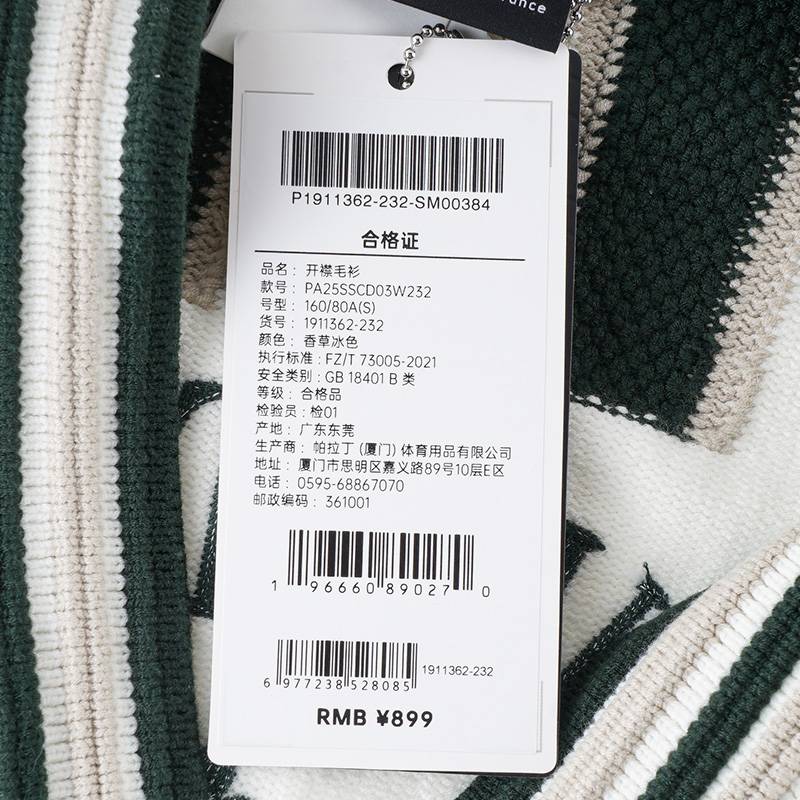 rance
P1911362-232-SM00384
合格证
品名: 开襟毛衫
款号: PA25SSCD03W232
号型: 160/80A(S)
货号: 1911362-232
颜色: 香草冰色
执行标准: FZ/T 73005-2021
安全类别: GB 18401 B 类
等级: 合格品
检验员: 检01
产地: 广东东莞
生产商: 帕拉丁 (厦门) 体育用品有限公司
地址: 厦门市思明区嘉义路89号10层E区
电话: 0595-68867070
邮政编码: 361001
1 96660 89027 0
6 977238 528085
1911362-232
RMB ¥899